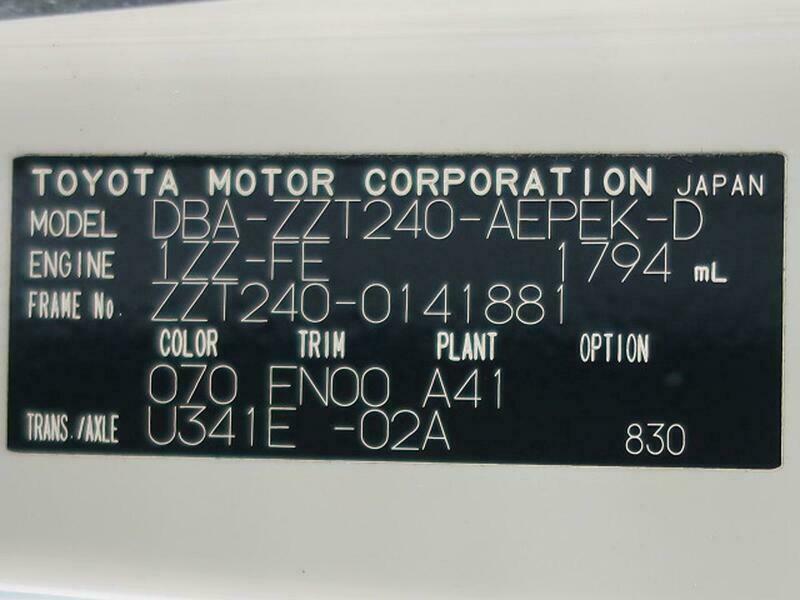 TOYOTA MOTOR CORPORATION JAPAN
MODEL DBA-ZZT240-AEPEK-D
ENGINE 1ZZ-FE 1794 mL
FRAME No. ZZT240-0141881
COLOR TRIM PLANT OPTION
070 FN00 A41
TRANS./AXLE U341E -02A 830